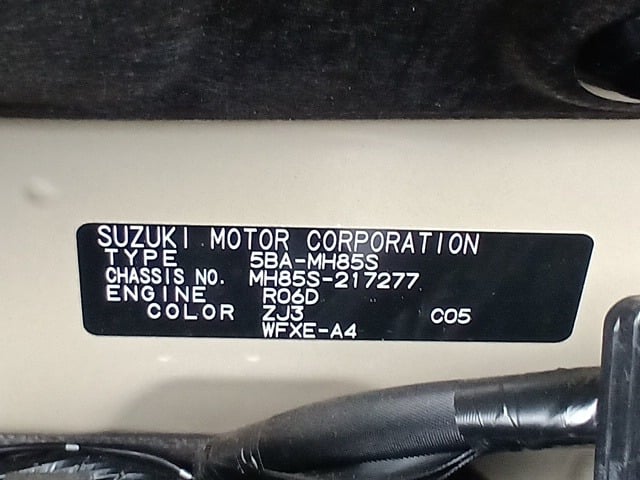 SUZUKI MOTOR CORPORATION
TYPE 5BA-MH85S
CHASSIS NO. MH85S-217277
ENGINE R06D
COLOR ZJ3 C05
WFXE-A4